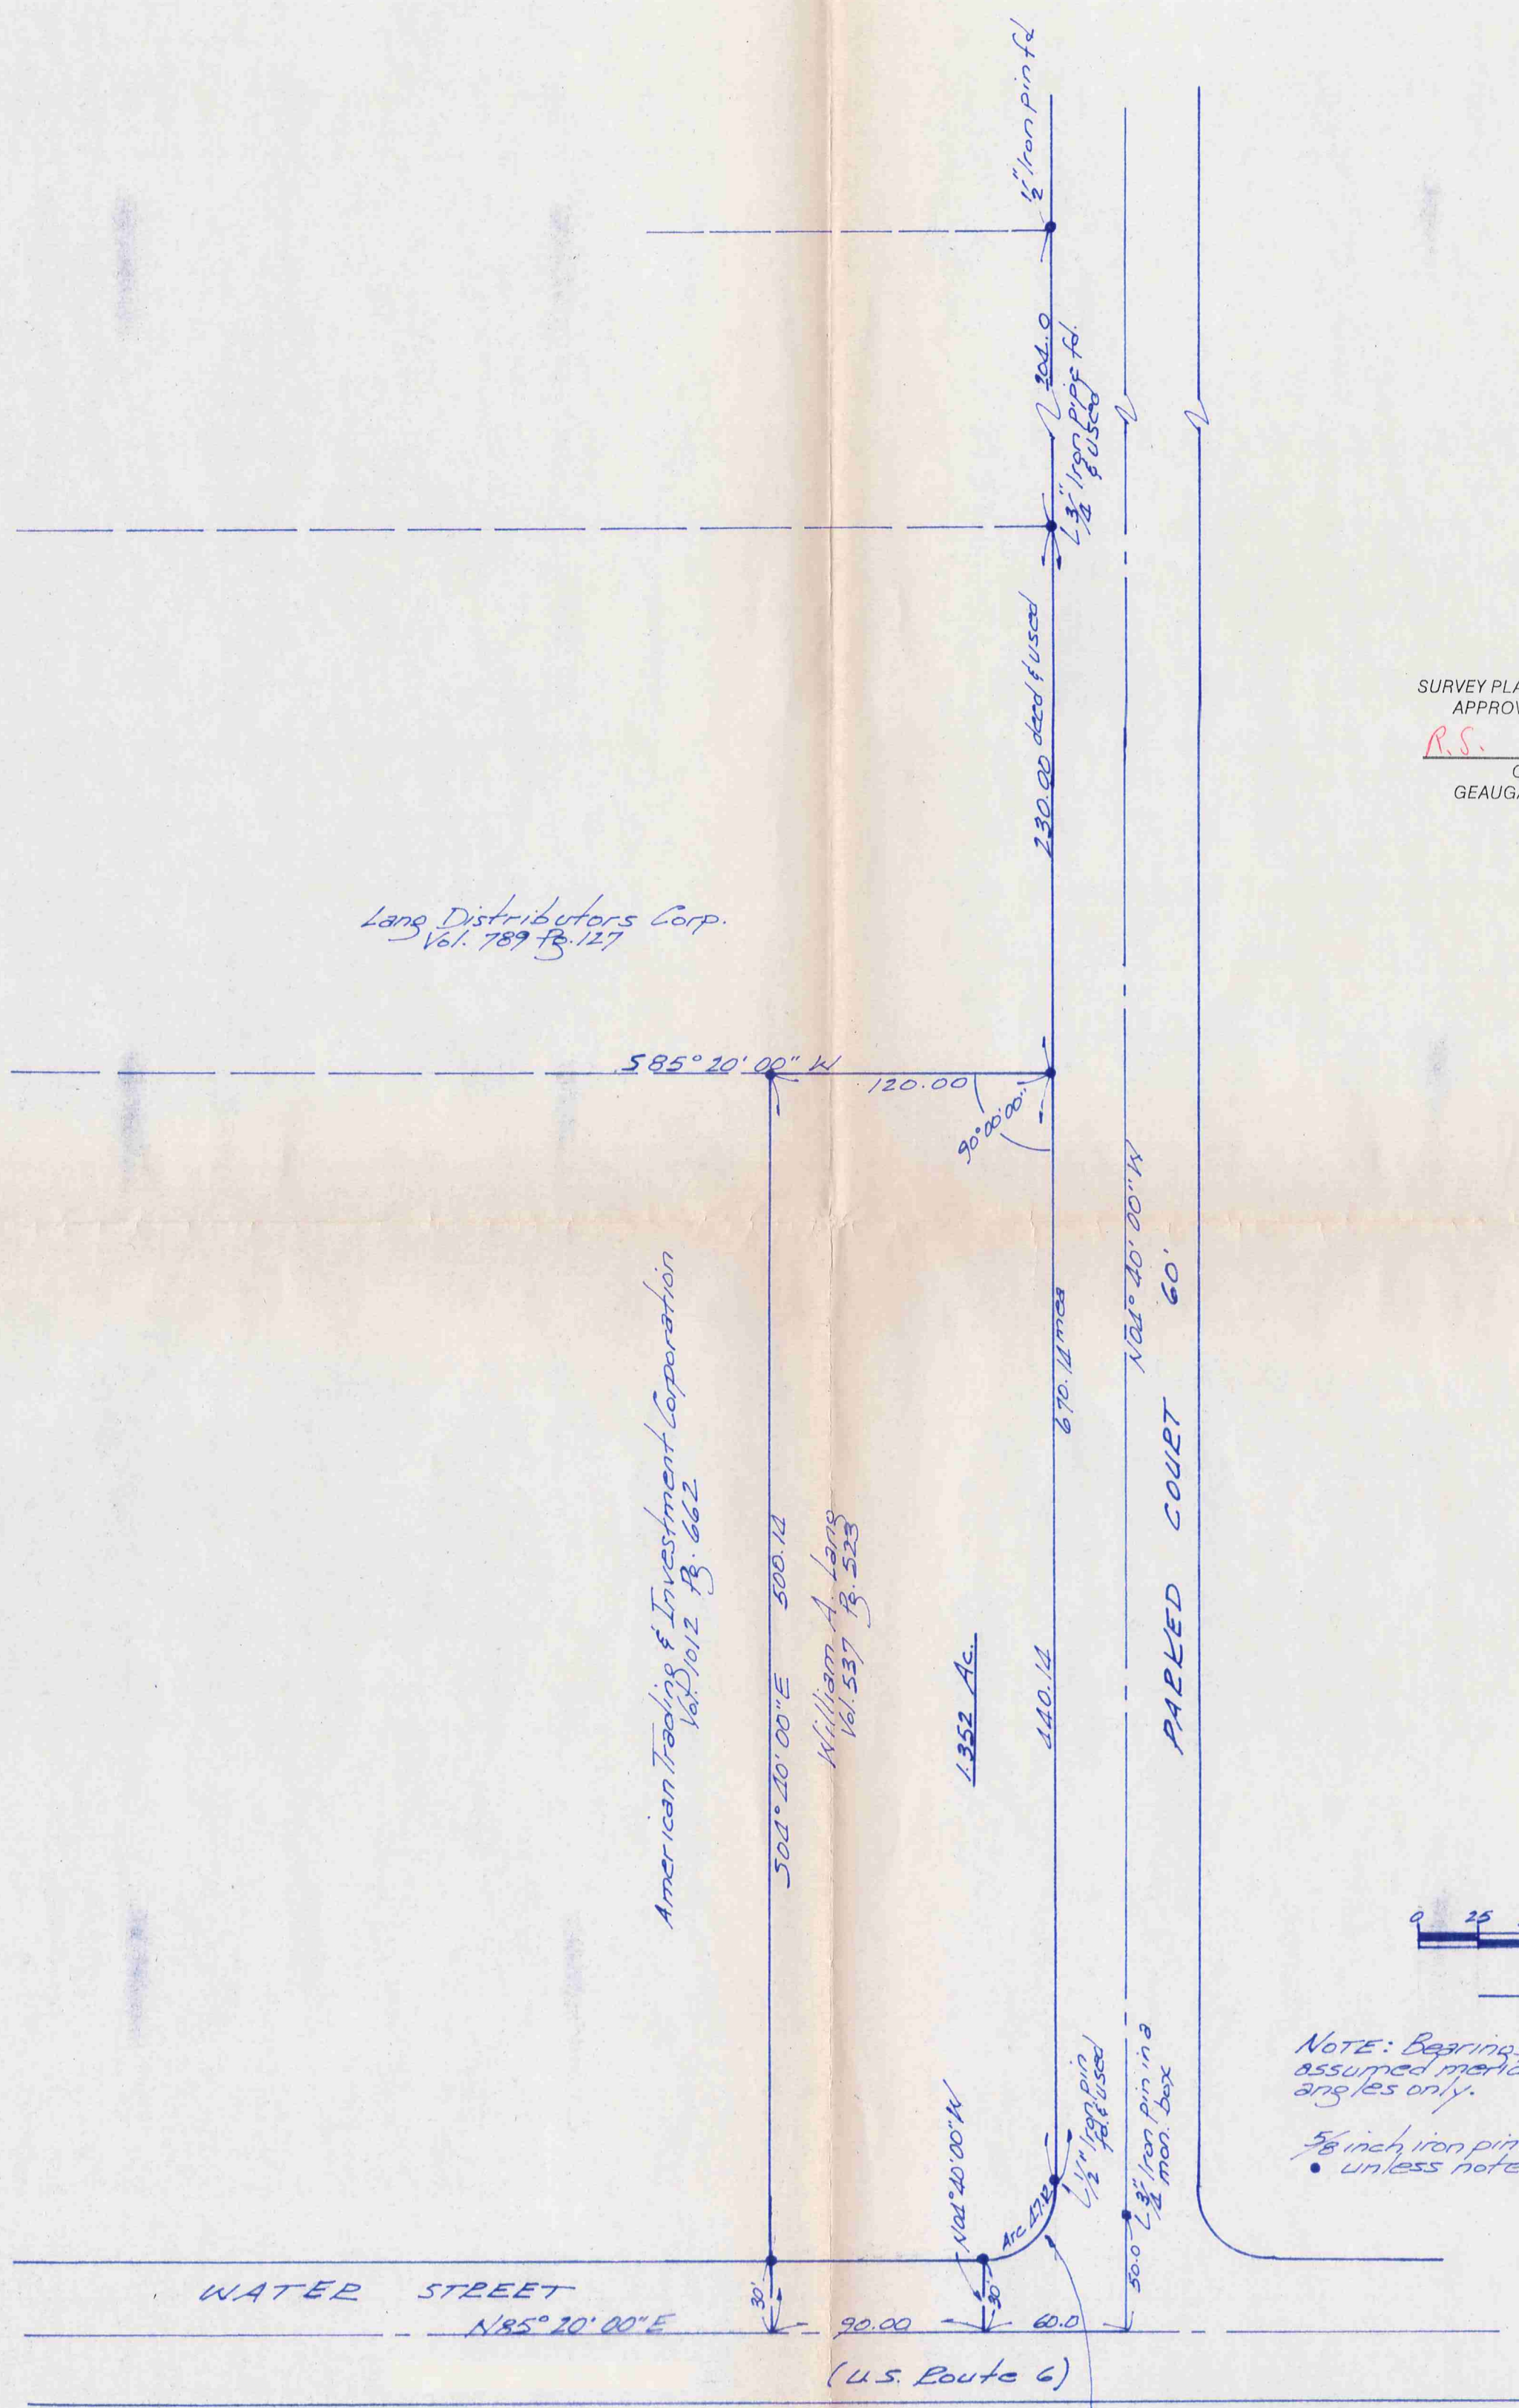 1/2" Iron pin fd
204.0
3/4" Iron pipe fd.
& used
230.00 deed & used
SURVEY PLA
APPROV
R.S.
GEAUGA
Lang Distributors Corp.
Vol. 789 Pg. 127
S85° 20' 00" W
120.00
90° 00' 00"
N04° 40' 00" W
60'
PARKED COURT
670.14 mea
440.14
American Trading & Investment Corporation
Vol. 1012 Pg. 662
S04° 40' 00" E 500.14
William A. Lang
Vol. 537 Pg. 523
1.352 Ac.
0 25
NOTE: Bearings
assumed merid
angles only.
5/8 inch iron pin
• unless note
N04° 40' 00" W
Arc 47.12
1/2" Iron pin
fd. & used
3/4" Iron pin in a
mon. box
50.0
WATER STREET
N85° 20' 00" E
30'
90.00
30'
60.0
(U.S. Route 6)